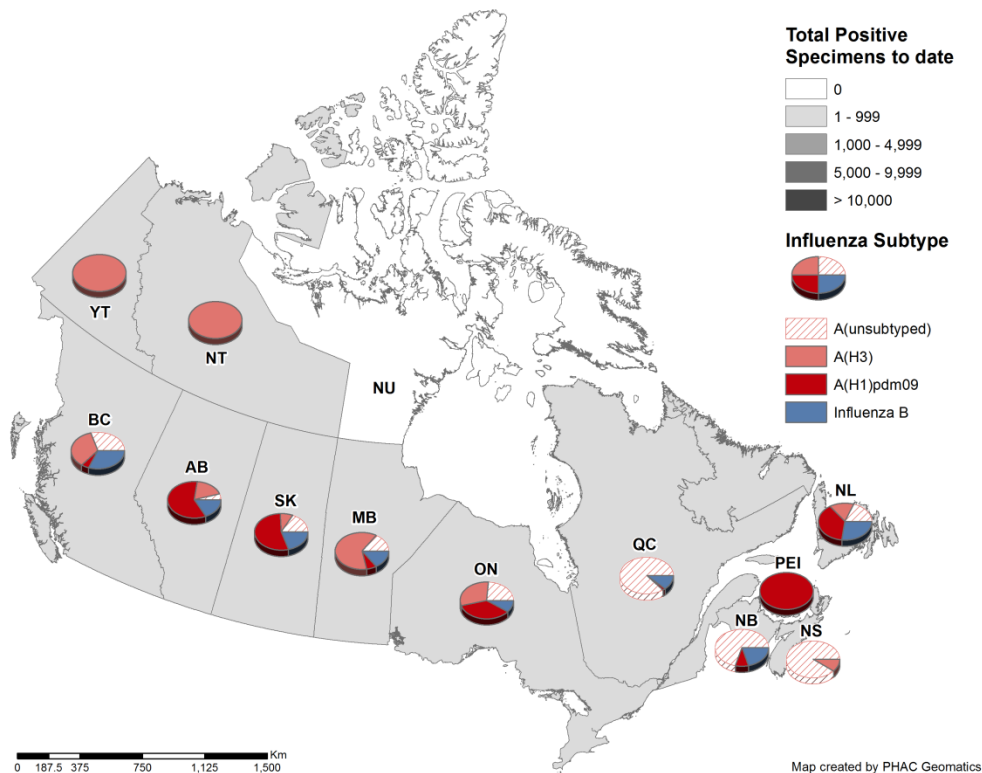 Total Positive
Specimens to date
0
1 - 999
1,000 - 4,999
5,000 - 9,999
> 10,000
Influenza Subtype
A(unsubtyped)
A(H3)
A(H1)pdm09
Influenza B
YT
NT
NU
BC
AB
SK
MB
ON
QC
NL
PEI
NB
NS
Km
0 187.5 375 750 1,125 1,500
Map created by PHAC Geomatics